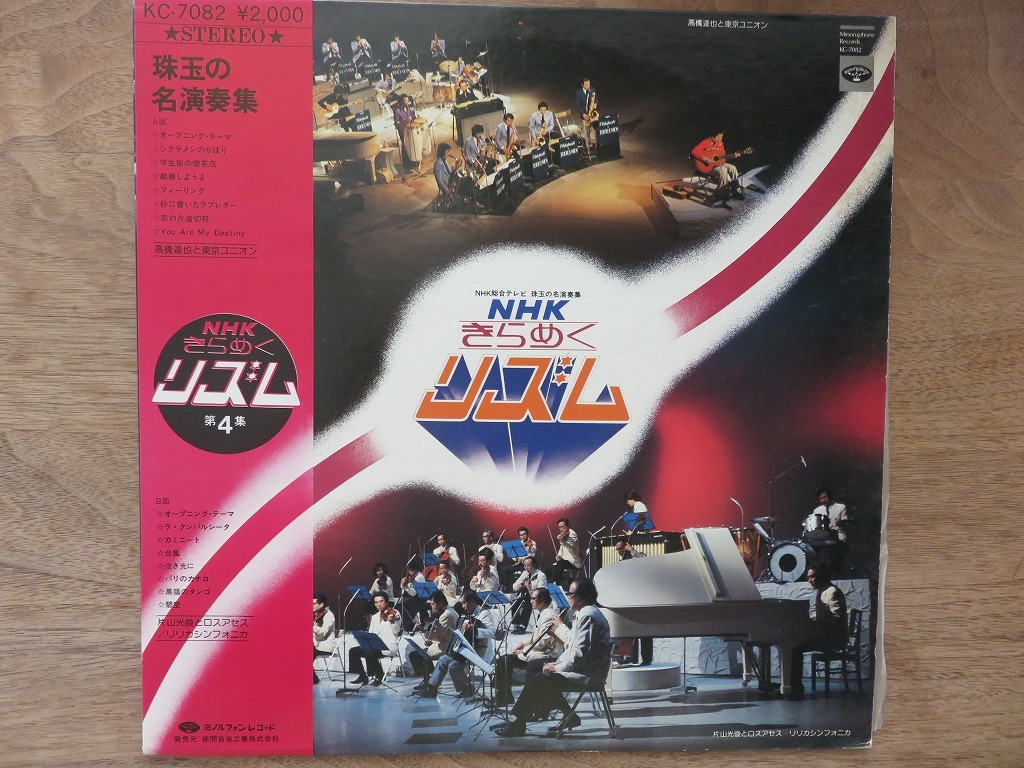 KC-7082 ¥2,000
★STEREO★
珠玉の
名演奏集
A面
☆オープニング・テーマ
☆シクラメンのかほり
☆学生街の喫茶店
☆結婚しようよ
☆フィーリング
☆砂に書いたラブレター
☆恋の片道切符
☆You Are My Destiny
高橋達也と東京ユニオン
NHK
きらめく
リズム
第4集
B面
☆オープニング・テーマ
☆ラ・クンパルシータ
☆カミニート
☆台風
☆淡き光に
☆パリのカナロ
☆黒猫のタンゴ
☆碧空
片山光俊とロスアセス
/リリカシンフォニカ
ミノルフォンレコード
発売元:徳間音楽工業株式会社
高橋達也と東京ユニオン
Minoruphone
Records
KC-7082
NHK総合テレビ 珠玉の名演奏集
NHK
きらめく
リズム
片山光俊とロスアセス リリカシンフォニカ